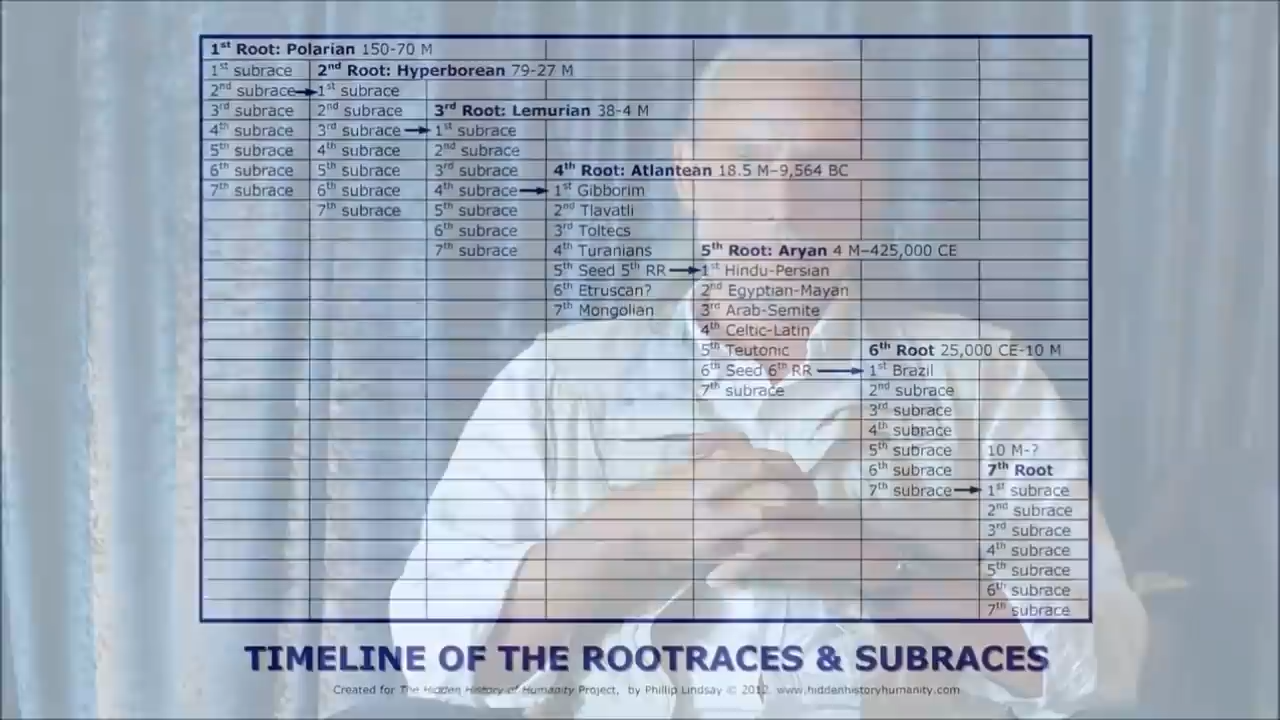 1st Root: Polarian 150-70 M
1st subrace 2nd Root: Hyperborean 79-27 M
2nd subrace 1st subrace
3rd subrace 2nd subrace 3rd Root: Lemurian 38-4 M
4th subrace 3rd subrace 1st subrace
5th subrace 4th subrace 2nd subrace
6th subrace 5th subrace 3rd subrace 4th Root: Atlantean 18.5 M–9,564 BC
7th subrace 6th subrace 4th subrace 1st Gibborim
7th subrace 5th subrace 2nd Tlavatli
6th subrace 3rd Toltecs
7th subrace 4th Turanians 5th Root: Aryan 4 M–425,000 CE
5th Seed 5th RR 1st Hindu-Persian
6th Etruscan? 2nd Egyptian-Mayan
7th Mongolian 3rd Arab-Semite
4th Celtic-Latin
5th Teutonic 6th Root 25,000 CE-10 M
6th Seed 6th RR 1st Brazil
7th subrace 2nd subrace
3rd subrace
4th subrace
5th subrace 10 M-?
6th subrace 7th Root
7th subrace 1st subrace
2nd subrace
3rd subrace
4th subrace
5th subrace
6th subrace
7th subrace
TIMELINE OF THE ROOTRACES & SUBRACES
Created for The Hidden History of Humanity Project, by Phillip Lindsay © 2012. www.hiddenhistoryhumanity.com